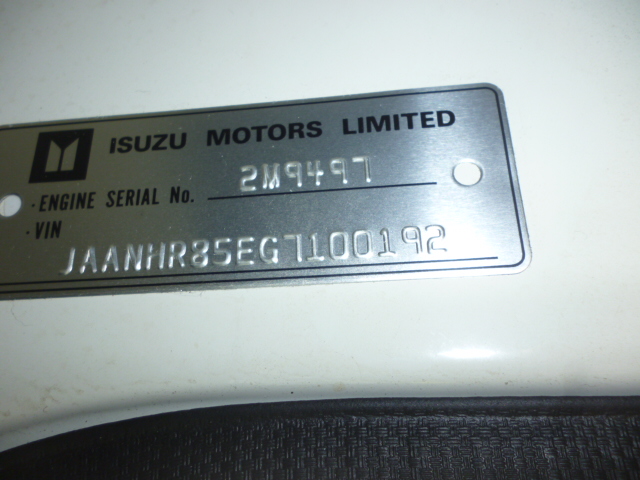 ISUZU MOTORS LIMITED
· ENGINE SERIAL No. 2M9497
· VIN
JAANHR85EG7100192